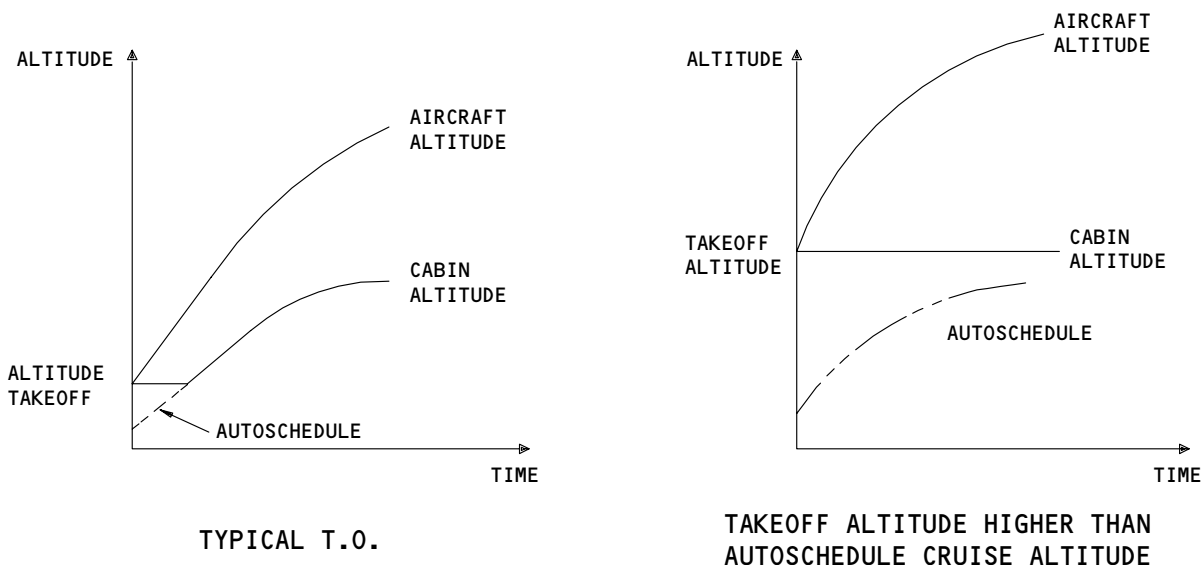 ALTITUDE
AIRCRAFT
ALTITUDE
CABIN
ALTITUDE
ALTITUDE
TAKEOFF
AUTOSCHEDULE
TIME
TYPICAL T.O.
ALTITUDE
AIRCRAFT
ALTITUDE
TAKEOFF
ALTITUDE
CABIN
ALTITUDE
AUTOSCHEDULE
TIME
TAKEOFF ALTITUDE HIGHER THAN
AUTOSCHEDULE CRUISE ALTITUDE